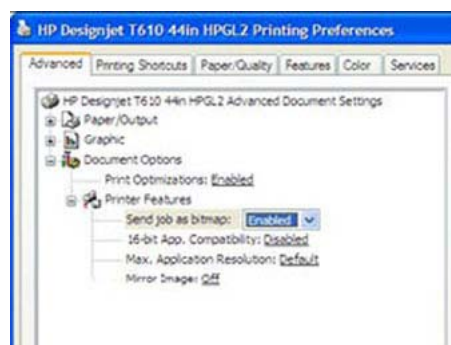 HP Designjet T610 44in HPGL2 Printing Preferences
Advanced Printing Shortcuts Paper/Quality Features Color Services
HP Designjet T610 44in HPGL2 Advanced Document Settings
Paper/Output
Graphic
Document Options
Print Optimizations: Enabled
Printer Features
Send job as bitmap: Enabled
16-bit App. Compatibility: Disabled
Max. Application Resolution: Default
Mirror Image: Off